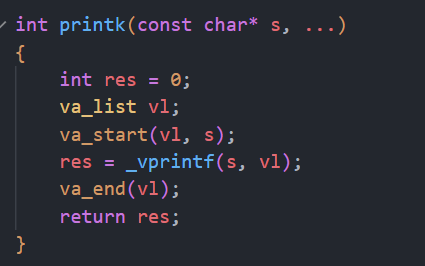 int printk(const char* s, ...)
{
    int res = 0;
    va_list vl;
    va_start(vl, s);
    res = _vprintf(s, vl);
    va_end(vl);
    return res;
}